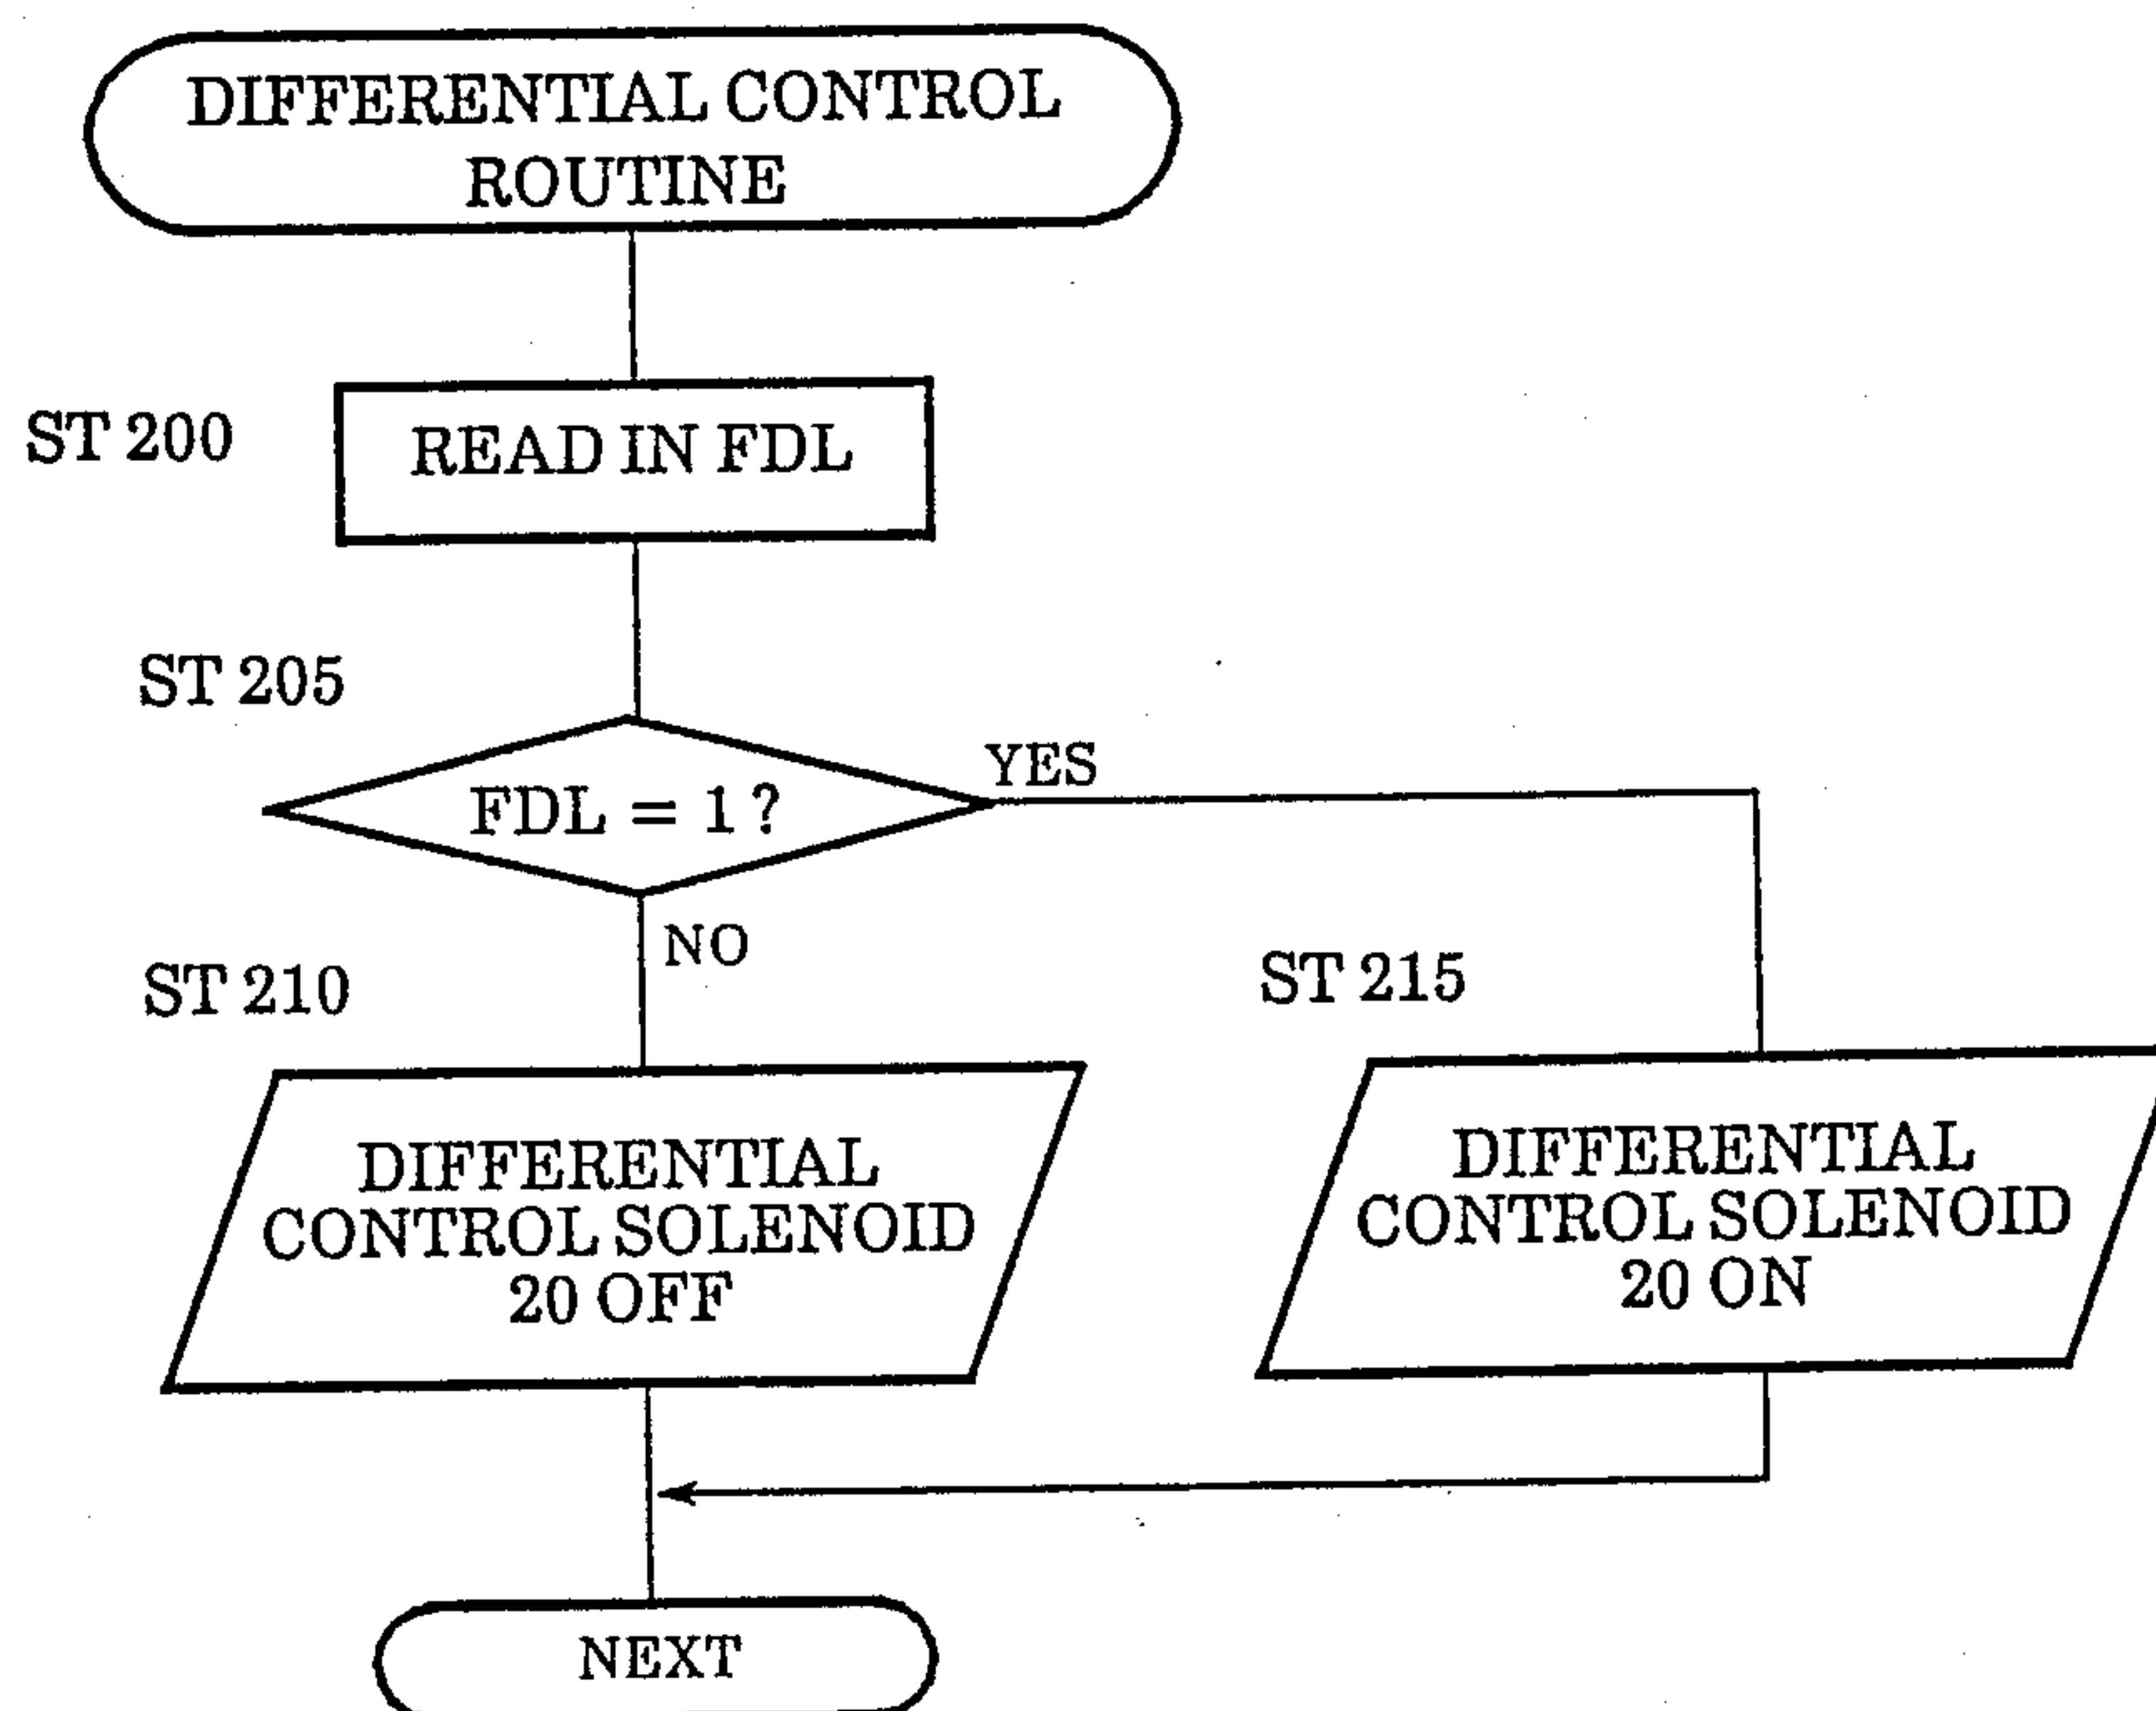 DIFFERENTIAL CONTROL
ROUTINE
ST 200
READ IN FDL
ST 205
FDL = 1 ?
YES
NO
ST 210
ST 215
DIFFERENTIAL
CONTROL SOLENOID
20 OFF
DIFFERENTIAL
CONTROL SOLENOID
20 ON
NEXT